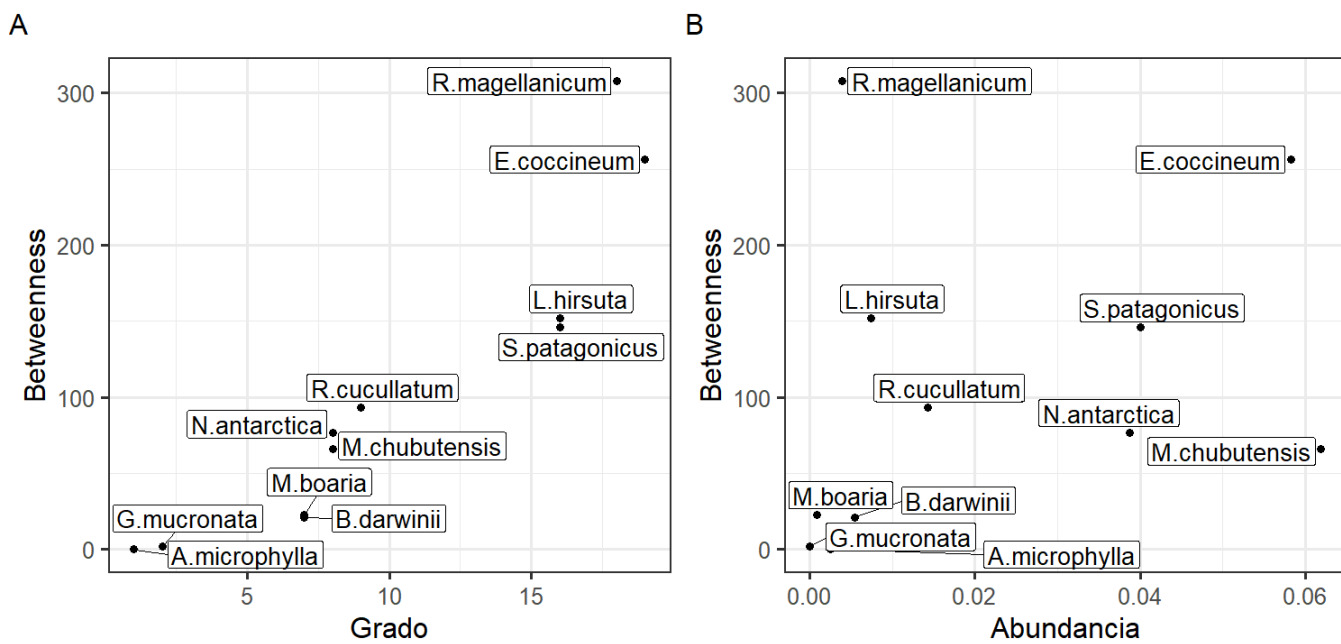 A
Betweenness
300
200
100
0
R.magellanicum
E.coccineum
L.hirsuta
S.patagonicus
R.cucullatum
N.antarctica
M.chubutensis
M.boaria
G.mucronata
B.darwinii
A.microphylla
5
10
15
Grado
B
Betweenness
300
200
100
0
R.magellanicum
E.coccineum
L.hirsuta
S.patagonicus
R.cucullatum
N.antarctica
M.chubutensis
M.boaria
B.darwinii
G.mucronata
A.microphylla
0.00
0.02
0.04
0.06
Abundancia